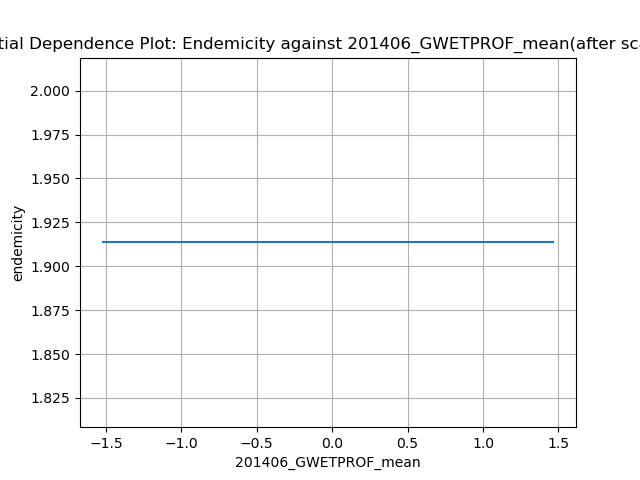 tial Dependence Plot: Endemicity against 201406_GWETPROF_mean(after sca
2.000
1.975
1.950
1.925
1.900
1.875
1.850
1.825
endemicity
−1.5 −1.0 −0.5 0.0 0.5 1.0 1.5
201406_GWETPROF_mean